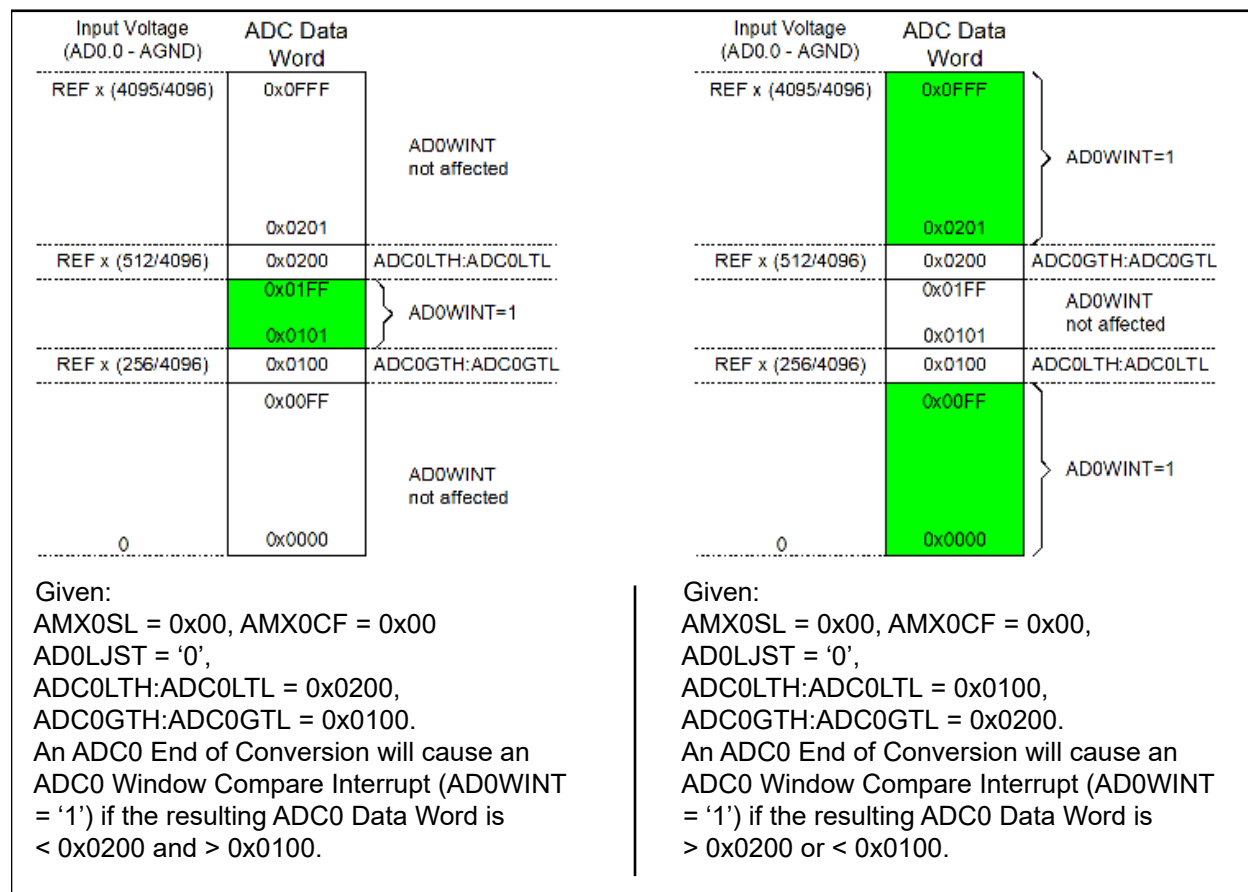 Input Voltage
(AD0.0 - AGND)
ADC Data
Word
REF x (4095/4096)
0x0FFF
AD0WINT
not affected
0x0201
REF x (512/4096)
0x0200
ADC0LTH:ADC0LTL
0x01FF
AD0WINT=1
0x0101
REF x (256/4096)
0x0100
ADC0GTH:ADC0GTL
0x00FF
AD0WINT
not affected
0
0x0000
Given:
AMX0SL = 0x00, AMX0CF = 0x00
AD0LJST = ‘0’,
ADC0LTH:ADC0LTL = 0x0200,
ADC0GTH:ADC0GTL = 0x0100.
An ADC0 End of Conversion will cause an
ADC0 Window Compare Interrupt (AD0WINT
= ‘1’) if the resulting ADC0 Data Word is
< 0x0200 and > 0x0100.
Input Voltage
(AD0.0 - AGND)
ADC Data
Word
REF x (4095/4096)
0x0FFF
AD0WINT=1
0x0201
REF x (512/4096)
0x0200
ADC0GTH:ADC0GTL
0x01FF
AD0WINT
not affected
0x0101
REF x (256/4096)
0x0100
ADC0LTH:ADC0LTL
0x00FF
AD0WINT=1
0
0x0000
Given:
AMX0SL = 0x00, AMX0CF = 0x00,
AD0LJST = ‘0’,
ADC0LTH:ADC0LTL = 0x0100,
ADC0GTH:ADC0GTL = 0x0200.
An ADC0 End of Conversion will cause an
ADC0 Window Compare Interrupt (AD0WINT
= ‘1’) if the resulting ADC0 Data Word is
> 0x0200 or < 0x0100.